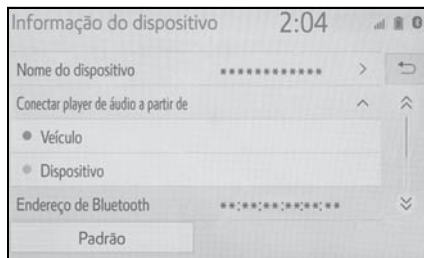 Informação do dispositivo 2:04
Nome do dispositivo ************ >
Conectar player de áudio a partir de
Veículo
Dispositivo
Endereço de Bluetooth **:**:**:**:**:**
Padrão